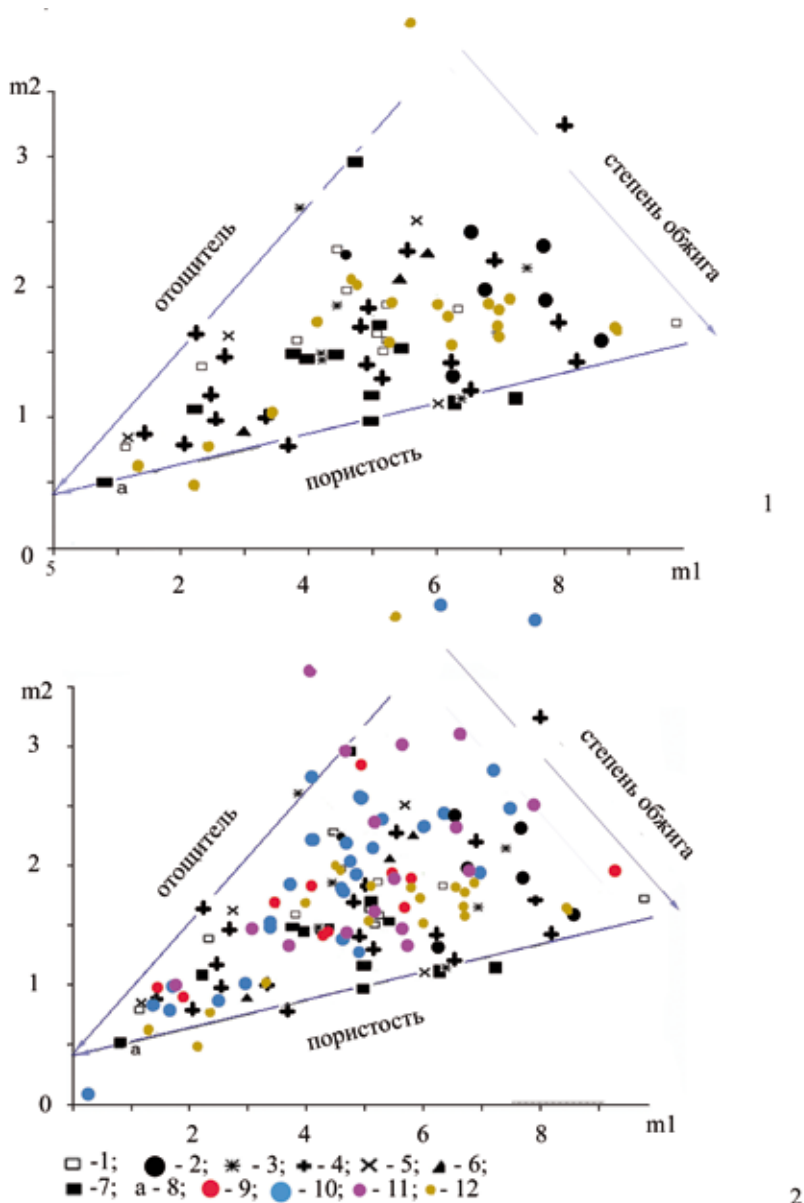 m2
3
2
1
0
5
2
4
6
8
m1
отощитель
степень обжига
пористость
a
1
m2
3
2
1
0
2
4
6
8
m1
отощитель
степень обжига
пористость
a
-1; - 2; - 3; - 4; - 5; - 6;
-7; a - 8; - 9; - 10; - 11; - 12
2